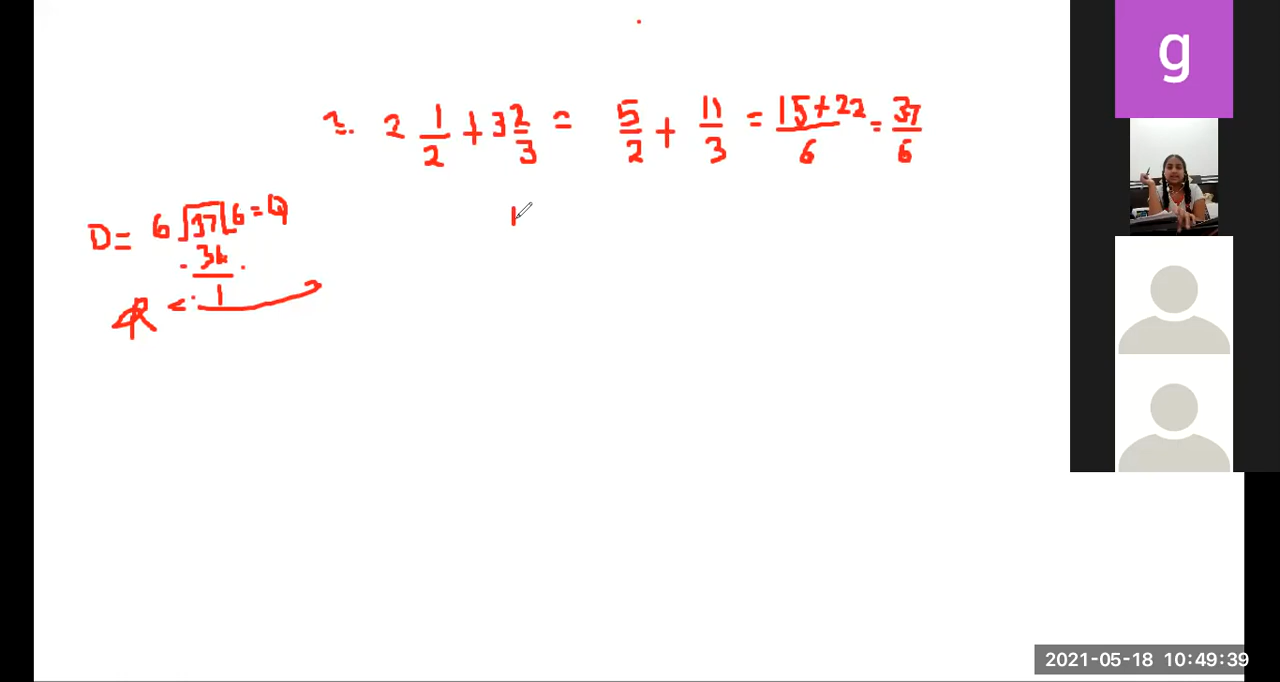 g
2. 2 1/2 + 3 2/3 = 5/2 + 11/3 = 15+22/6 = 37/6
D= 6 37 6 = Q
36
1
R
2021-05-18 10:49:39